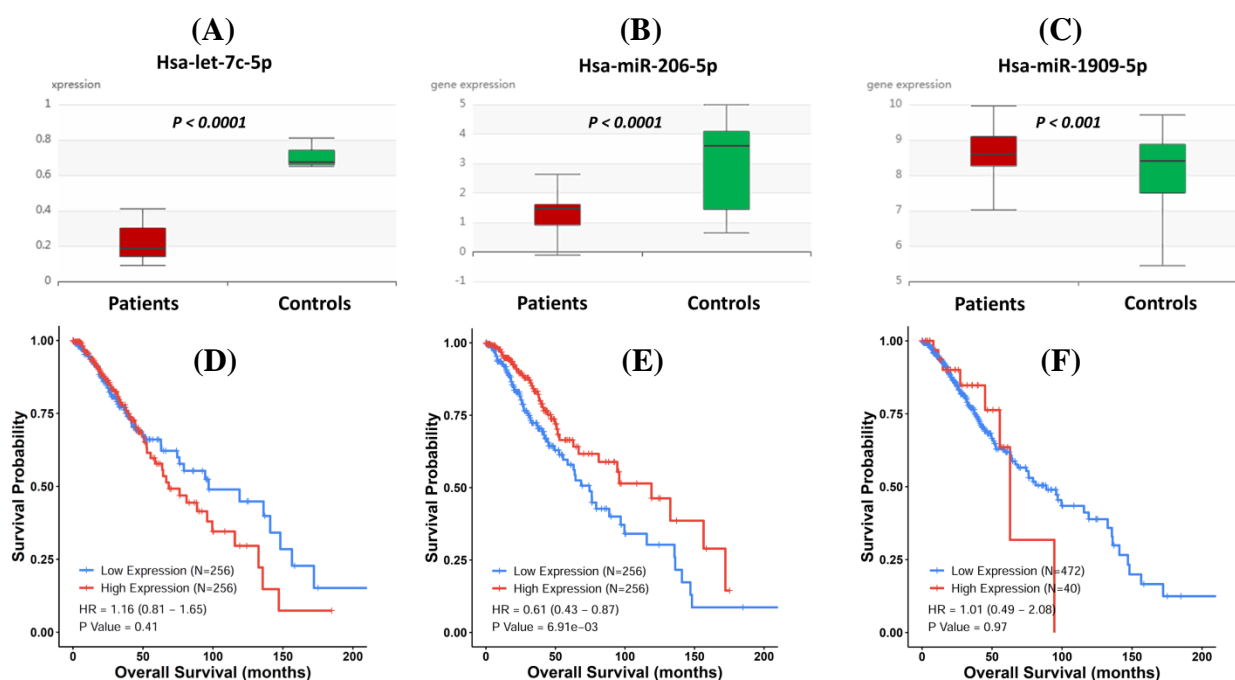 (A)
Hsa-let-7c-5p
xpression
1
0.8
0.6
0.4
0.2
0
P < 0.0001
Patients
Controls
(B)
Hsa-miR-206-5p
gene expression
5
4
3
2
1
0
-1
P < 0.0001
Patients
Controls
(C)
Hsa-miR-1909-5p
gene expression
10
9
8
7
6
5
P < 0.001
Patients
Controls
(D)
Survival Probability
1.00
0.75
0.50
0.25
0.00
Low Expression (N=256)
High Expression (N=256)
HR = 1.16 (0.81 − 1.65)
P Value = 0.41
0 50 100 150 200
Overall Survival (months)
(E)
Survival Probability
1.00
0.75
0.50
0.25
0.00
Low Expression (N=256)
High Expression (N=256)
HR = 0.61 (0.43 − 0.87)
P Value = 6.91e−03
0 50 100 150 200
Overall Survival (months)
(F)
Survival Probability
1.00
0.75
0.50
0.25
0.00
Low Expression (N=472)
High Expression (N=40)
HR = 1.01 (0.49 − 2.08)
P Value = 0.97
0 50 100 150 200
Overall Survival (months)